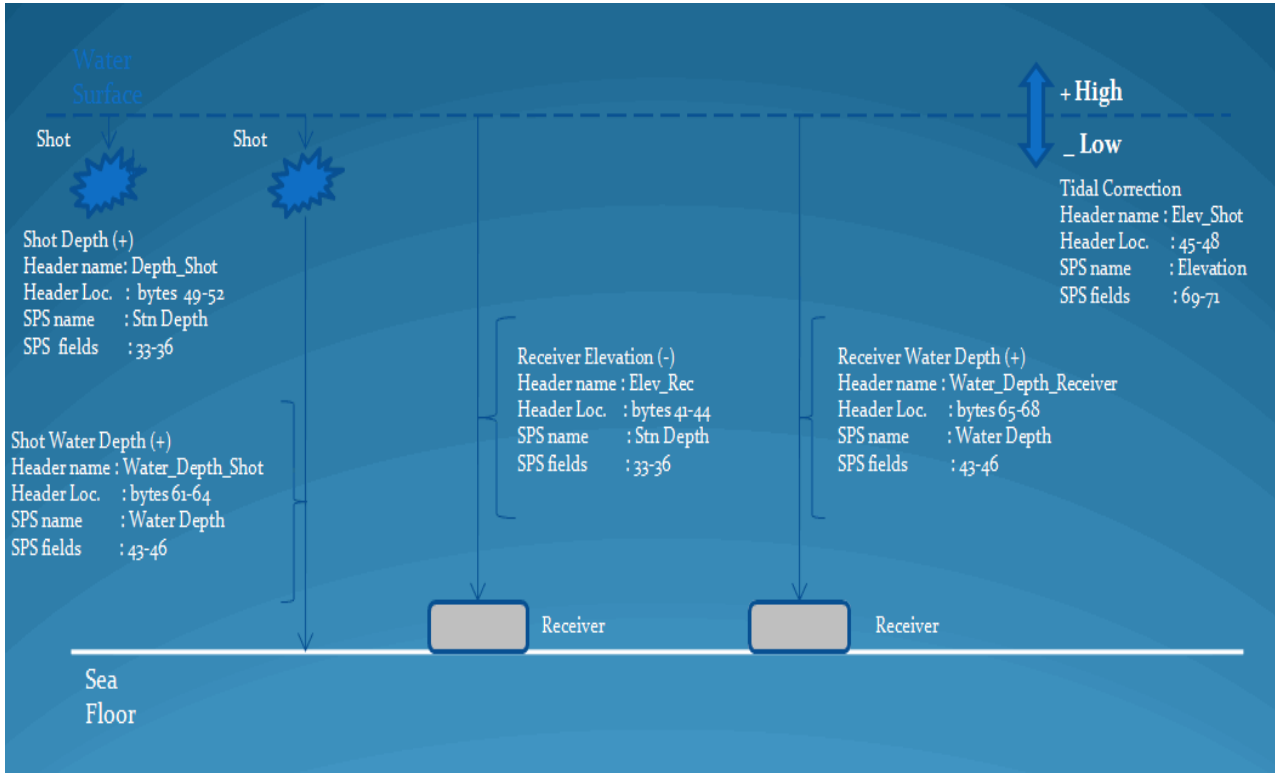 Water
Surface
Shot
Shot
+ High
_ Low
Tidal Correction
Header name : Elev_Shot
Header Loc. : 45-48
SPS name : Elevation
SPS fields : 69-71
Shot Depth (+)
Header name: Depth_Shot
Header Loc. : bytes 49-52
SPS name : Stn Depth
SPS fields : 33-36
Receiver Elevation (-)
Header name : Elev_Rec
Header Loc. : bytes 41-44
SPS name : Stn Depth
SPS fields : 33-36
Receiver Water Depth (+)
Header name : Water_Depth_Receiver
Header Loc. : bytes 65-68
SPS name : Water Depth
SPS fields : 43-46
Shot Water Depth (+)
Header name : Water_Depth_Shot
Header Loc. : bytes 61-64
SPS name : Water Depth
SPS fields : 43-46
Receiver
Receiver
Sea
Floor